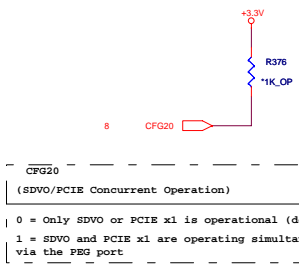 +3.3V
R376
*1K_OP
8 CFG20
CFG20
(SDVO/PCIE Concurrent Operation)
0 = Only SDVO or PCIE x1 is operational
1 = SDVO and PCIE x1 are operating
via the PEG port